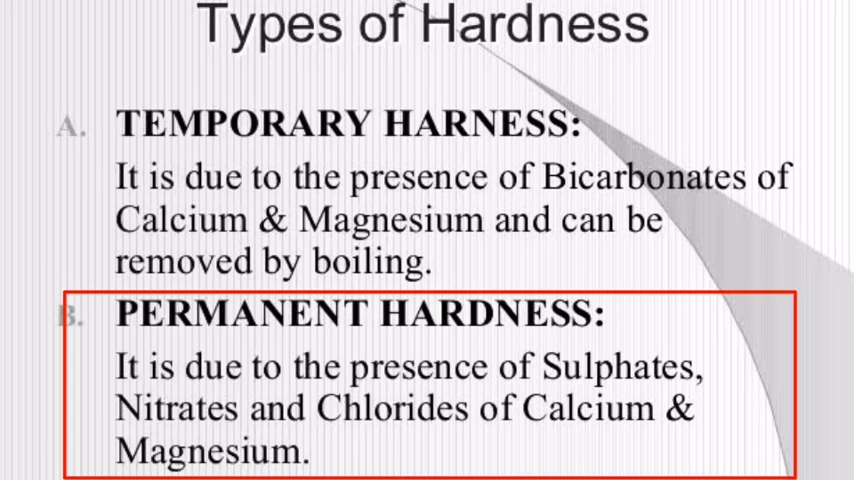 Types of Hardness
A. TEMPORARY HARNESS:
It is due to the presence of Bicarbonates of
Calcium & Magnesium and can be
removed by boiling.
B. PERMANENT HARDNESS:
It is due to the presence of Sulphates,
Nitrates and Chlorides of Calcium &
Magnesium.